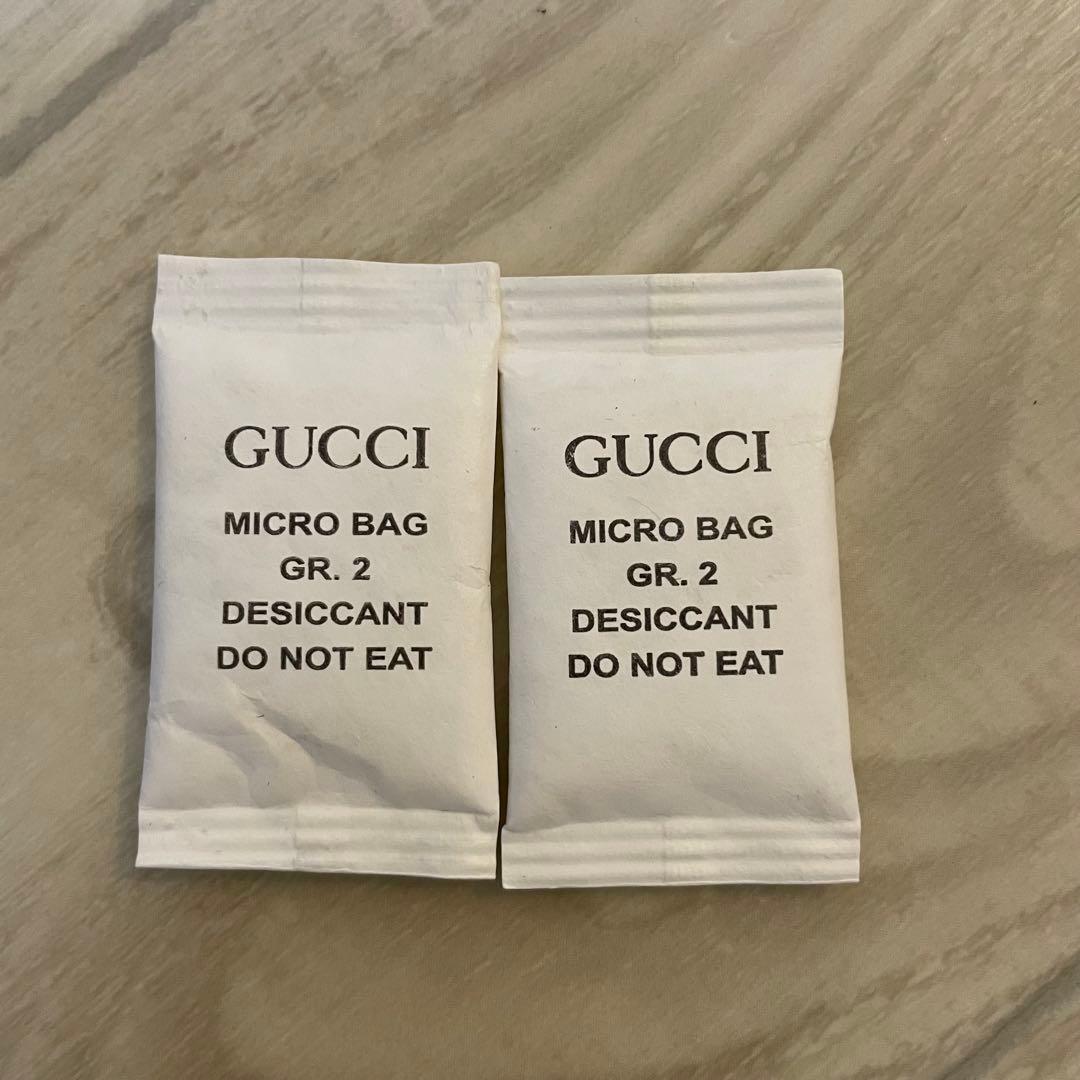 GUCCI
MICRO BAG
GR. 2
DESICCANT
DO NOT EAT
GUCCI
MICRO BAG
GR. 2
DESICCANT
DO NOT EAT